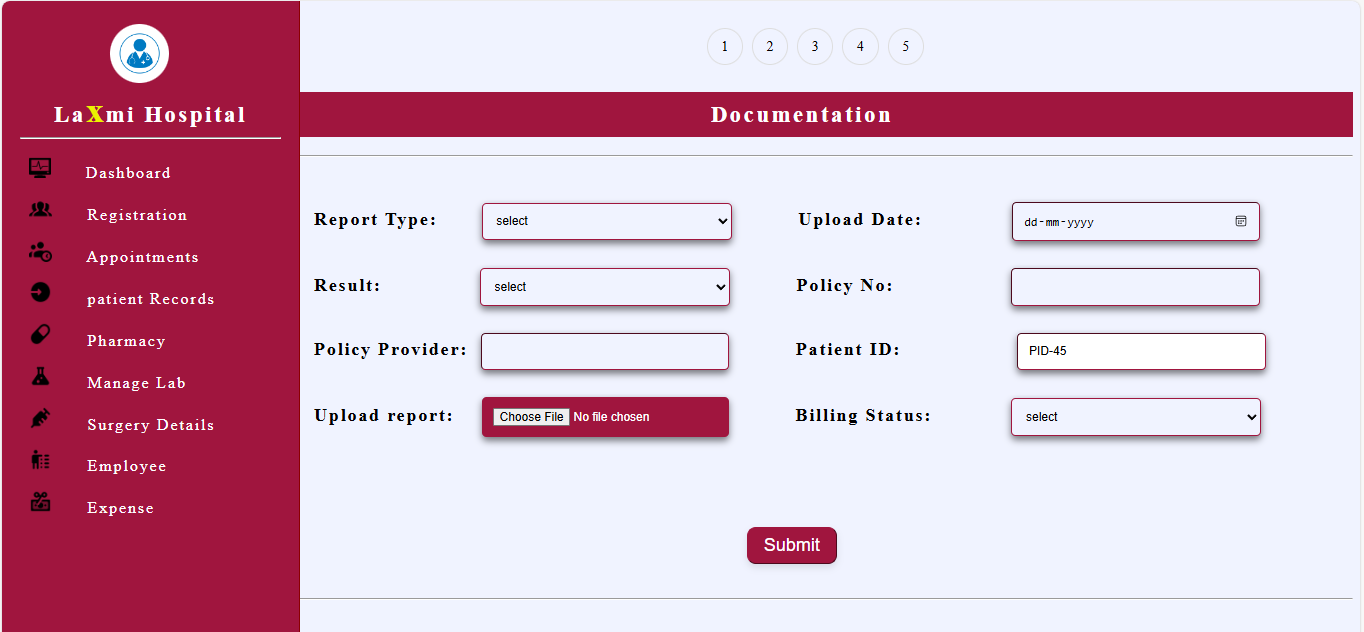 LaXmi Hospital
Dashboard
Registration
Appointments
patient Records
Pharmacy
Manage Lab
Surgery Details
Employee
Expense
1 2 3 4 5
Documentation
Report Type: select Upload Date: dd-mm-yyyy
Result: select Policy No:
Policy Provider: Patient ID: PID-45
Upload report: Choose File No file chosen Billing Status: select
Submit